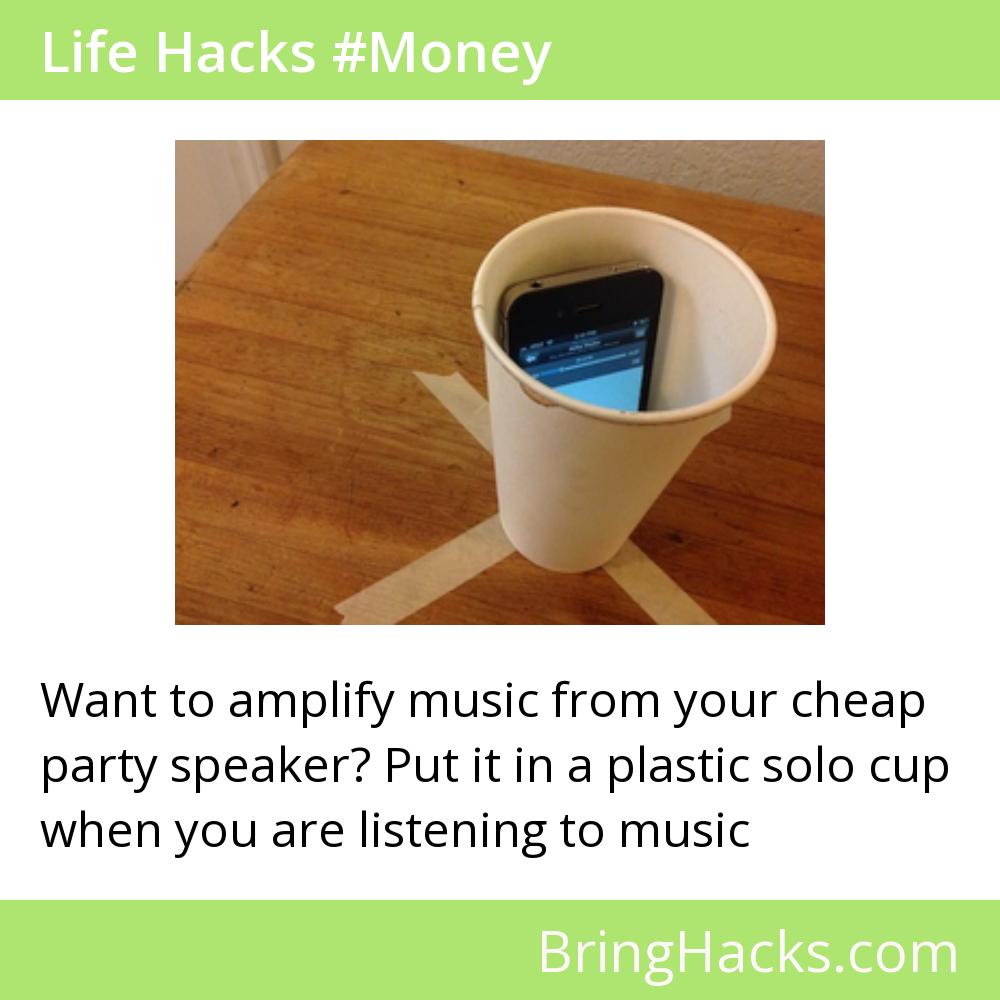 Life Hacks #Money
Want to amplify music from your cheap
party speaker? Put it in a plastic solo cup
when you are listening to music
BringHacks.com